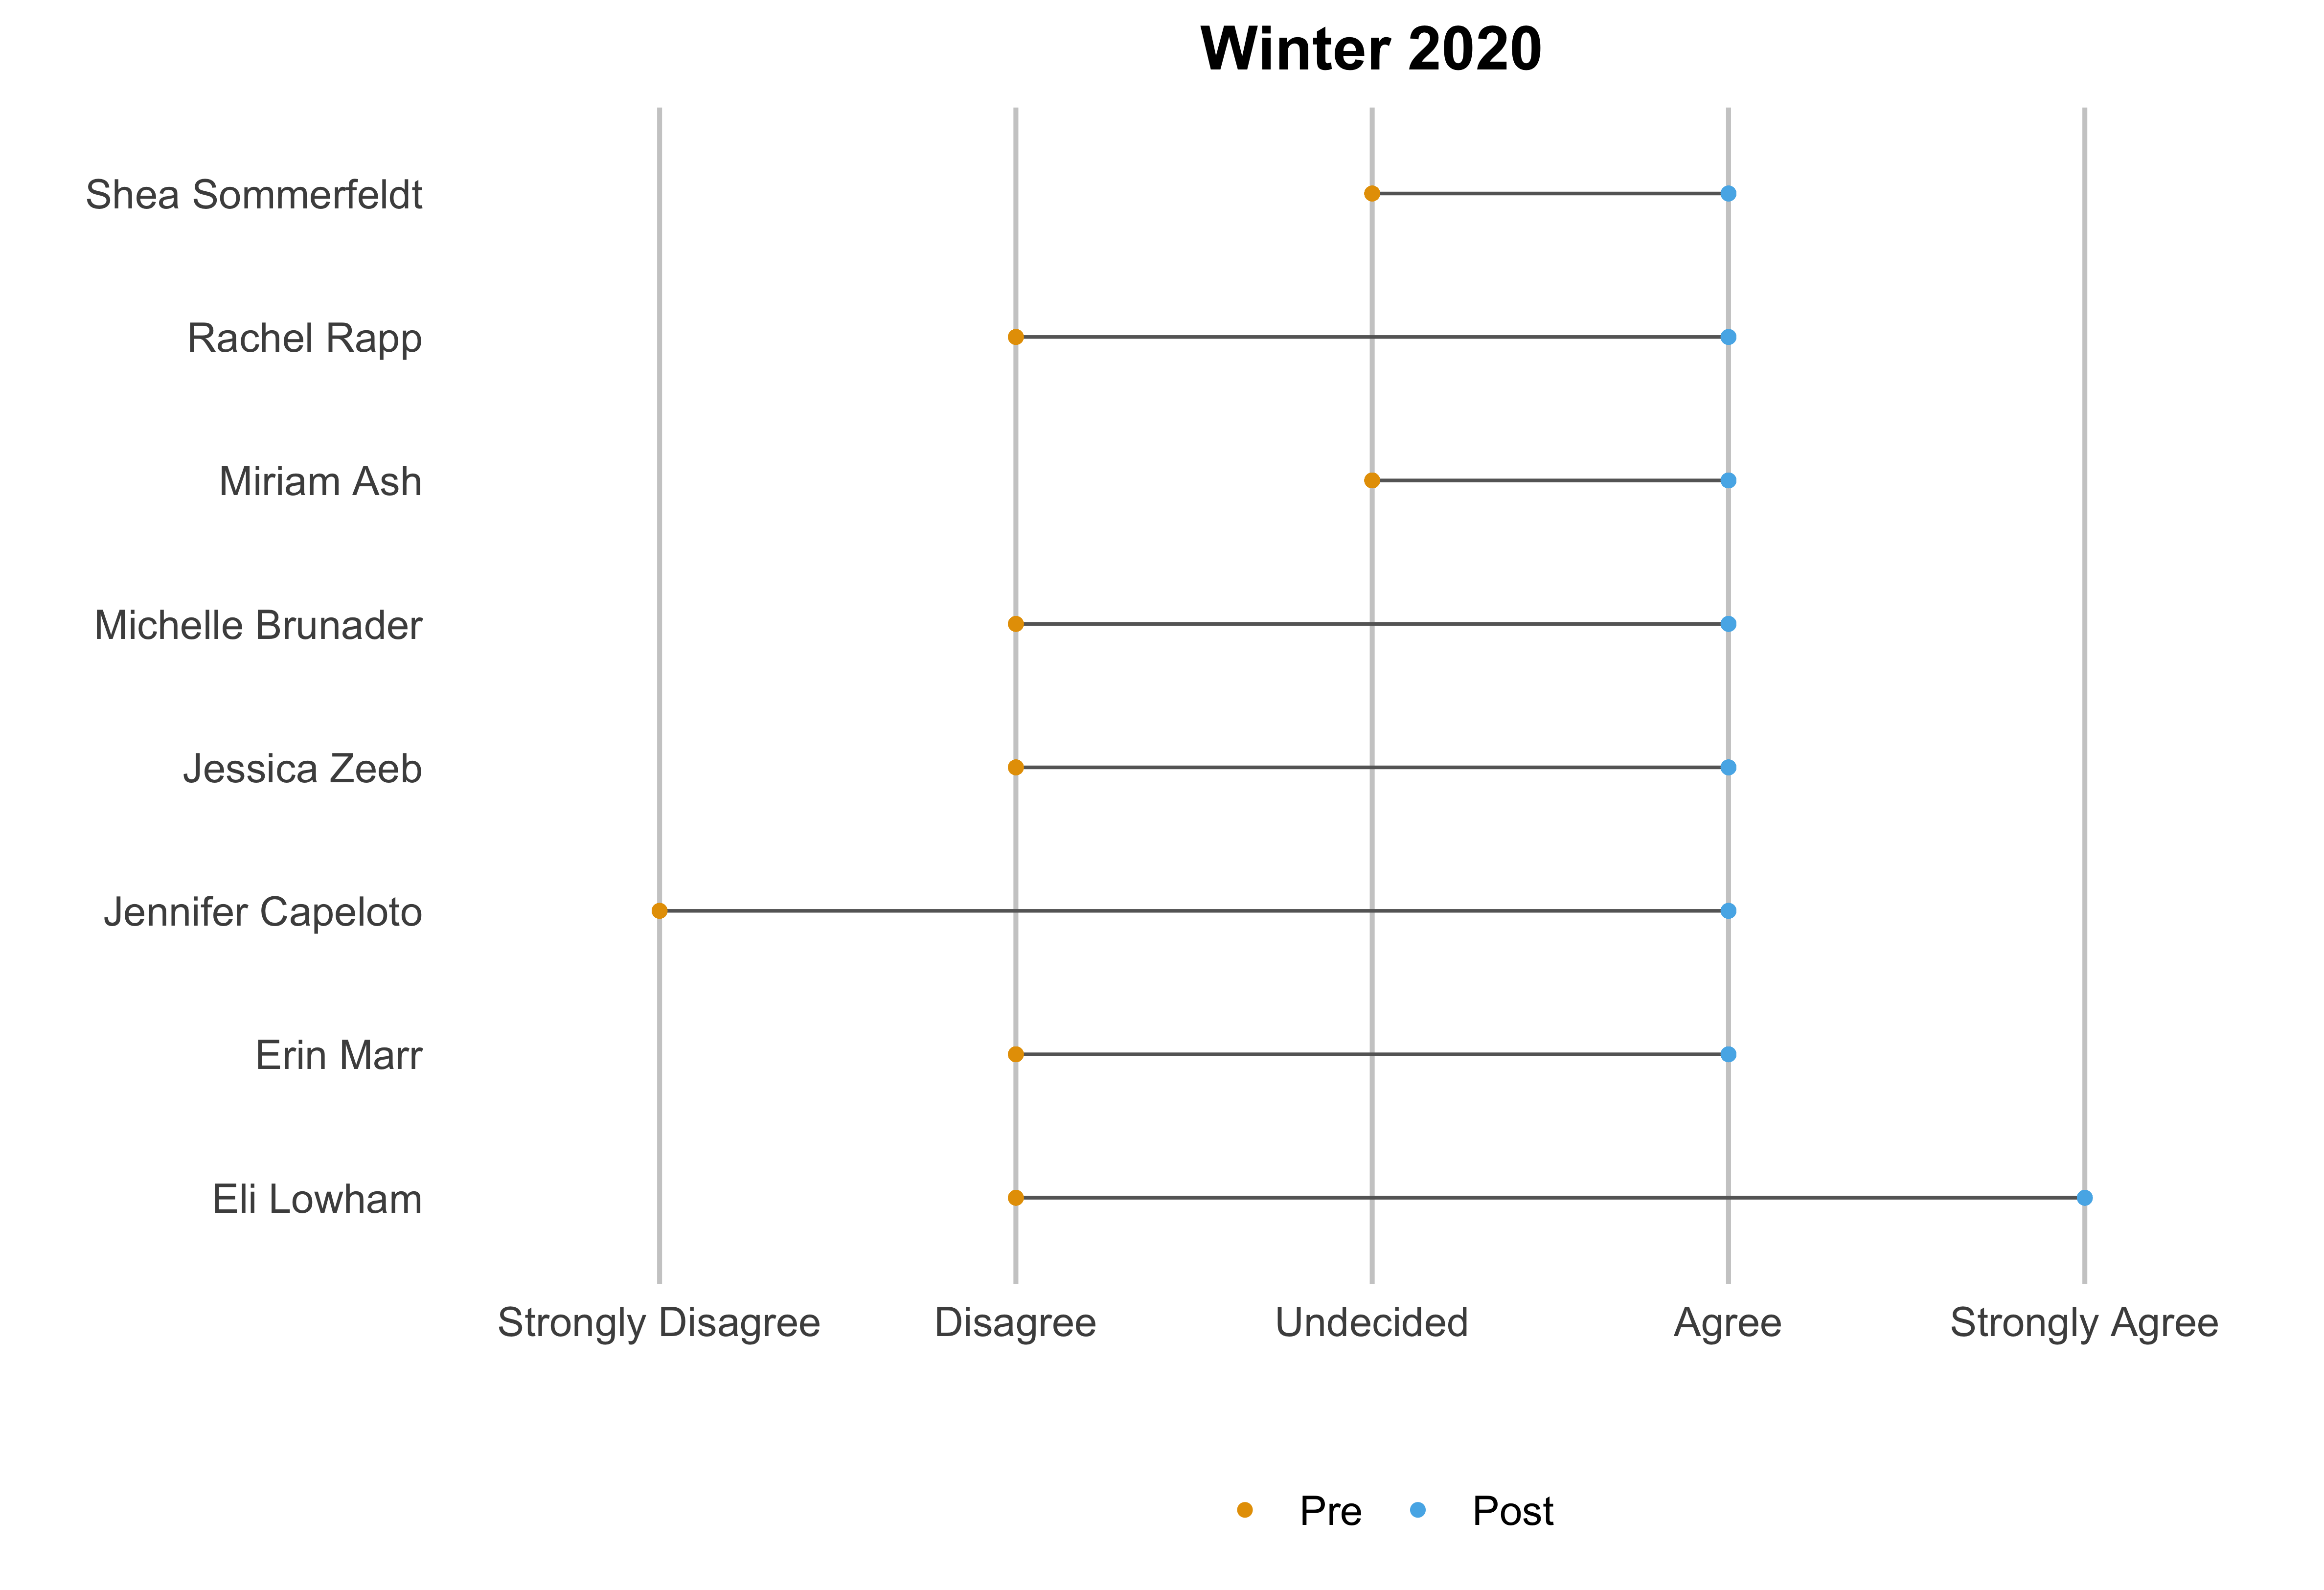 Winter 2020
Shea Sommerfeldt
Rachel Rapp
Miriam Ash
Michelle Brunader
Jessica Zeeb
Jennifer Capeloto
Erin Marr
Eli Lowham
Strongly Disagree Disagree Undecided Agree Strongly Agree
Pre Post